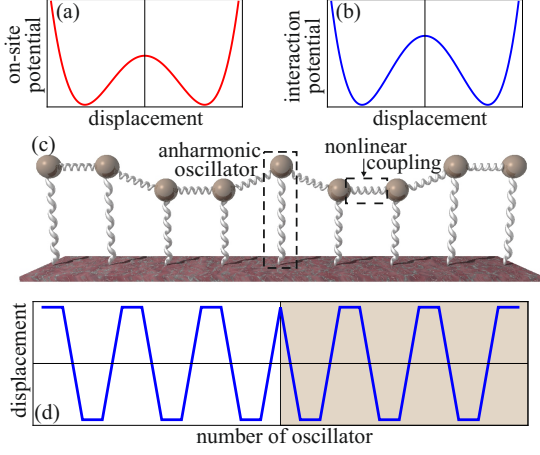 (a)
on-site
potential
displacement
(b)
interaction
potential
displacement
(c)
anharmonic
oscillator
nonlinear
coupling
displacement
(d)
number of oscillator